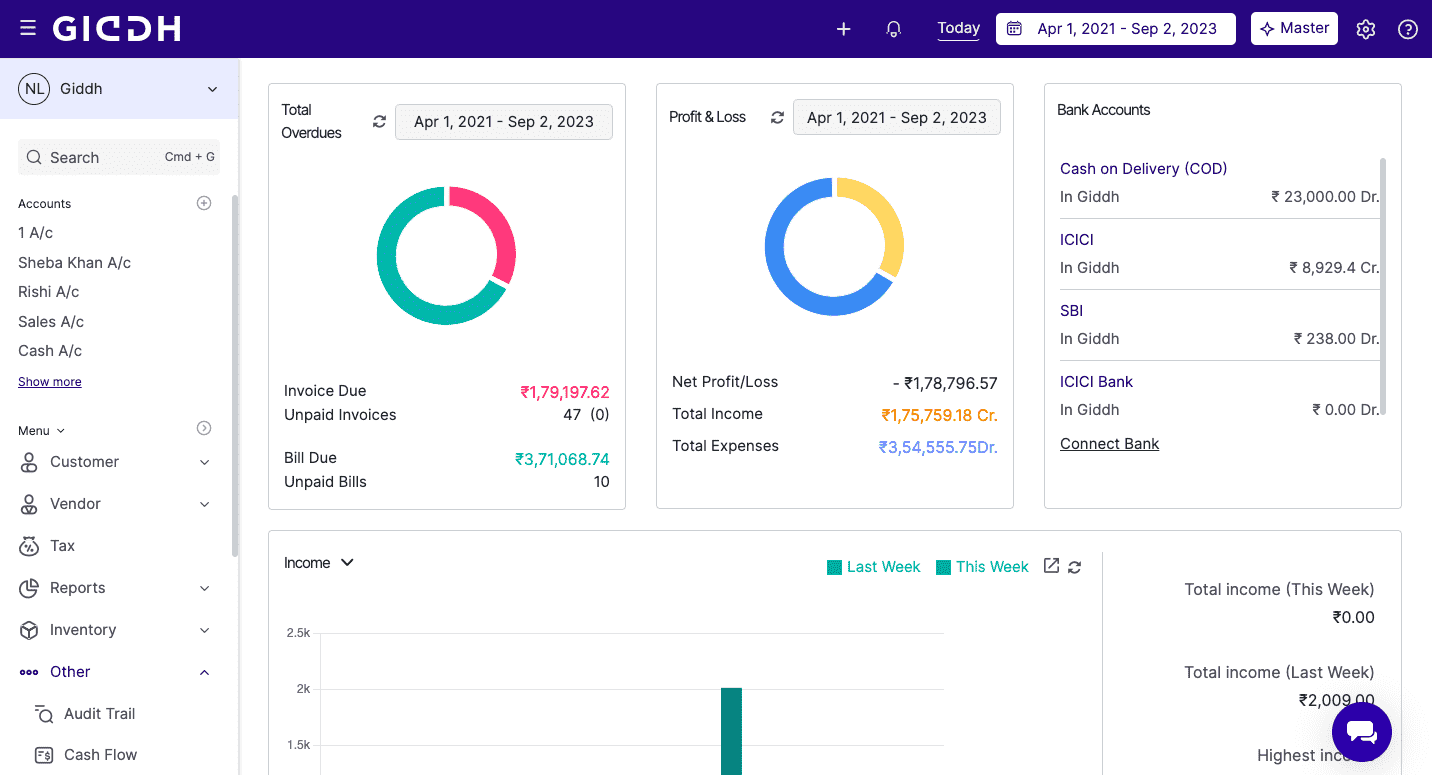 GIDDH
Today
Apr 1, 2021 - Sep 2, 2023
Master
NL Giddh
Search Cmd + G
Accounts
1 A/c
Sheba Khan A/c
Rishi A/c
Sales A/c
Cash A/c
Show more
Menu
Customer
Vendor
Tax
Reports
Inventory
Other
Audit Trail
Cash Flow
Total
Overdues
Apr 1, 2021 - Sep 2, 2023
Invoice Due ₹1,79,197.62
Unpaid Invoices 47 (0)
Bill Due ₹3,71,068.74
Unpaid Bills 10
Profit & Loss Apr 1, 2021 - Sep 2, 2023
Net Profit/Loss - ₹1,78,796.57
Total Income ₹1,75,759.18 Cr.
Total Expenses ₹3,54,555.75Dr.
Bank Accounts
Cash on Delivery (COD)
In Giddh ₹ 23,000.00 Dr.
ICICI
In Giddh ₹ 8,929.4 Cr.
SBI
In Giddh ₹ 238.00 Dr.
ICICI Bank
In Giddh ₹ 0.00 Dr.
Connect Bank
Income
Last Week This Week
2.5k
2k
1.5k
Total income (This Week)
₹0.00
Total income (Last Week)
₹2,009.00
Highest